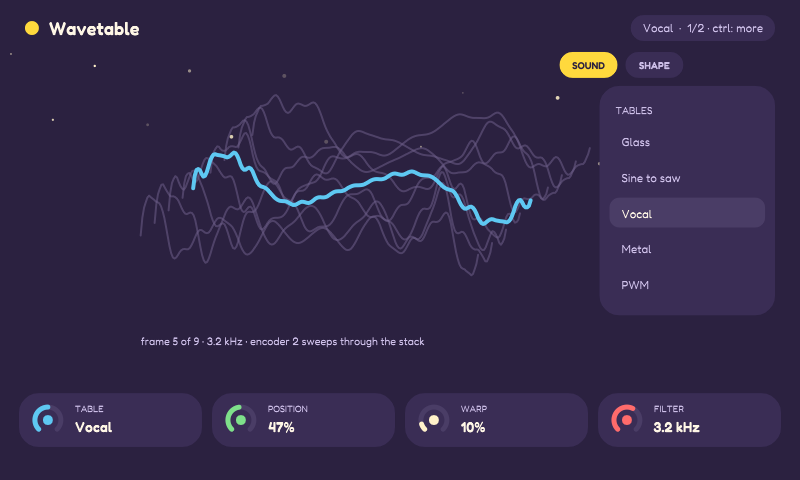 Wavetable
Vocal · 1/2 · ctrl: more
SOUND
SHAPE
TABLES
Glass
Sine to saw
Vocal
Metal
PWM
frame 5 of 9 · 3.2 kHz · encoder 2 sweeps through the stack
TABLE
Vocal
POSITION
47%
WARP
10%
FILTER
3.2 kHz